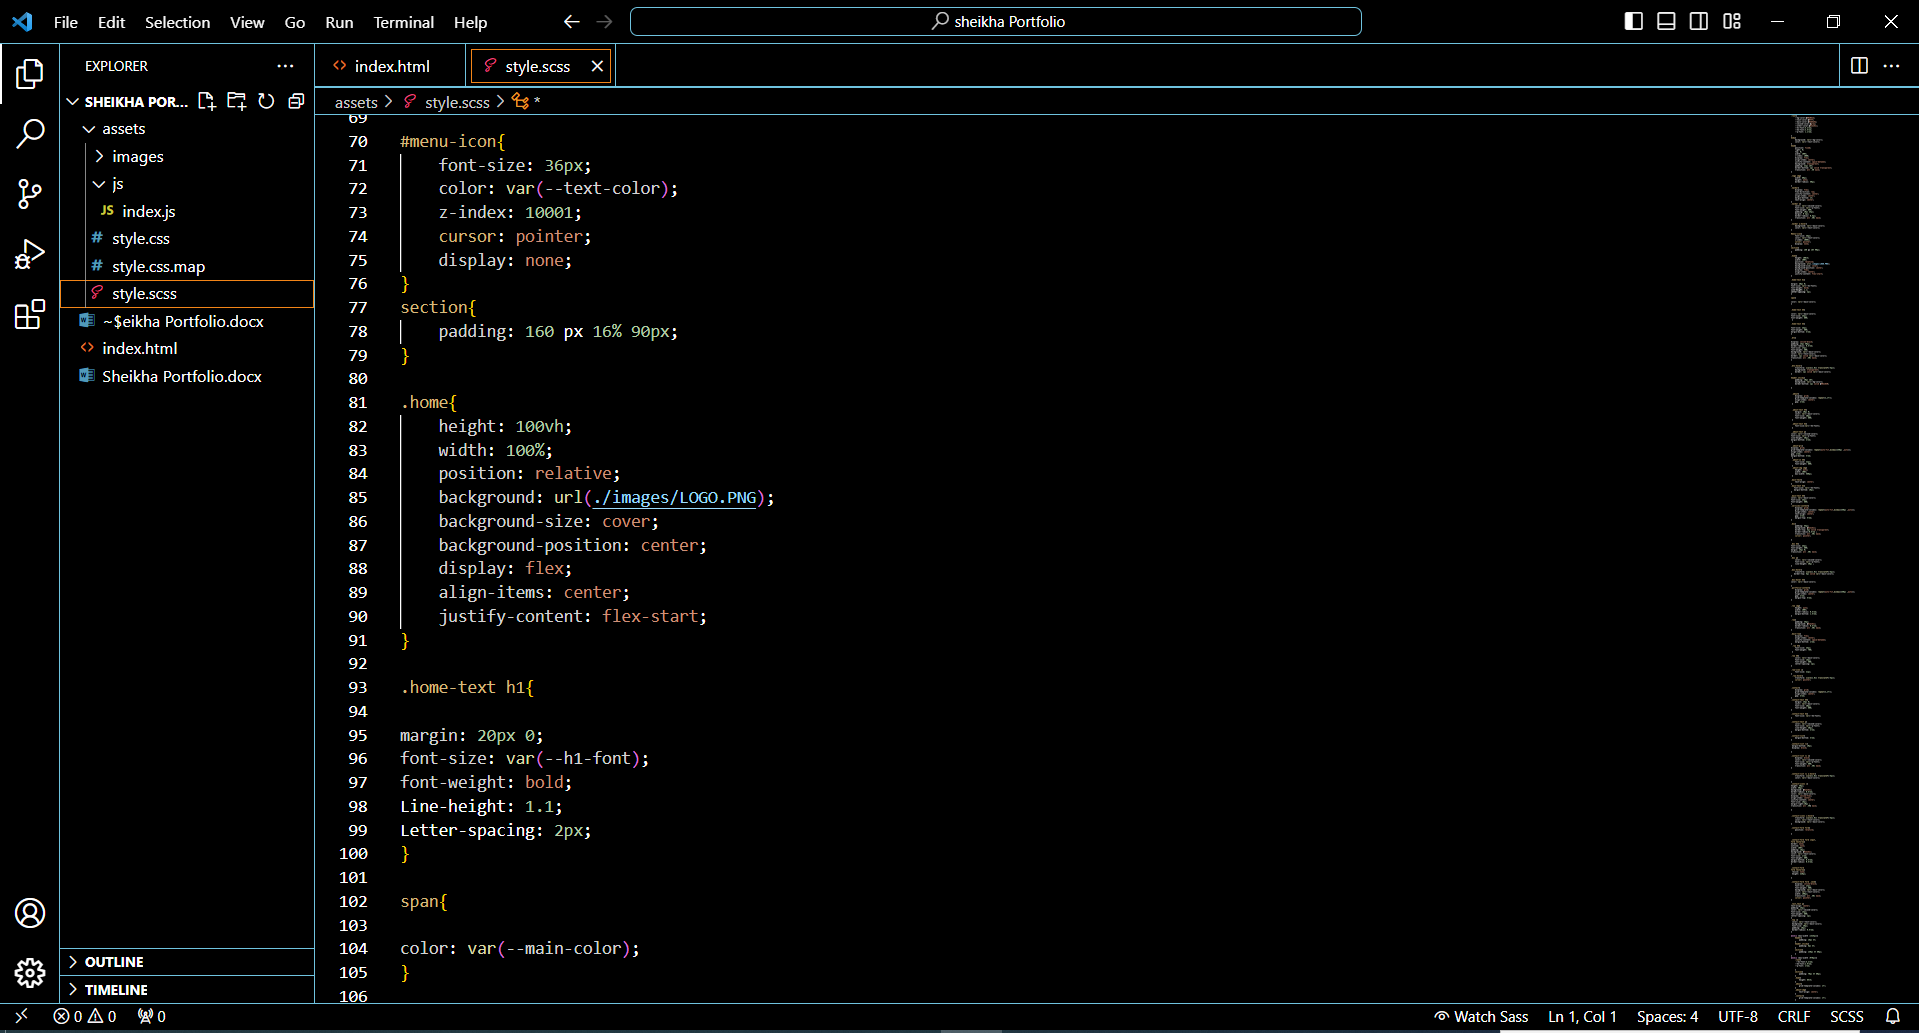 File Edit Selection View Go Run Terminal Help
sheikha Portfolio
EXPLORER
index.html
style.scss
SHEIKHA POR...
assets > style.scss > *
assets
images
js
JS index.js
# style.css
# style.css.map
style.scss
~$eikha Portfolio.docx
index.html
Sheikha Portfolio.docx
OUTLINE
TIMELINE
69
70 #menu-icon{
71 font-size: 36px;
72 color: var(--text-color);
73 z-index: 10001;
74 cursor: pointer;
75 display: none;
76 }
77 section{
78 padding: 160 px 16% 90px;
79 }
80
81 .home{
82 height: 100vh;
83 width: 100%;
84 position: relative;
85 background: url(./images/LOGO.PNG);
86 background-size: cover;
87 background-position: center;
88 display: flex;
89 align-items: center;
90 justify-content: flex-start;
91 }
92
93 .home-text h1{
94
95 margin: 20px 0;
96 font-size: var(--h1-font);
97 font-weight: bold;
98 Line-height: 1.1;
99 Letter-spacing: 2px;
100 }
101
102 span{
103
104 color: var(--main-color);
105 }
106
0 0 0
Watch Sass Ln 1, Col 1 Spaces: 4 UTF-8 CRLF SCSS